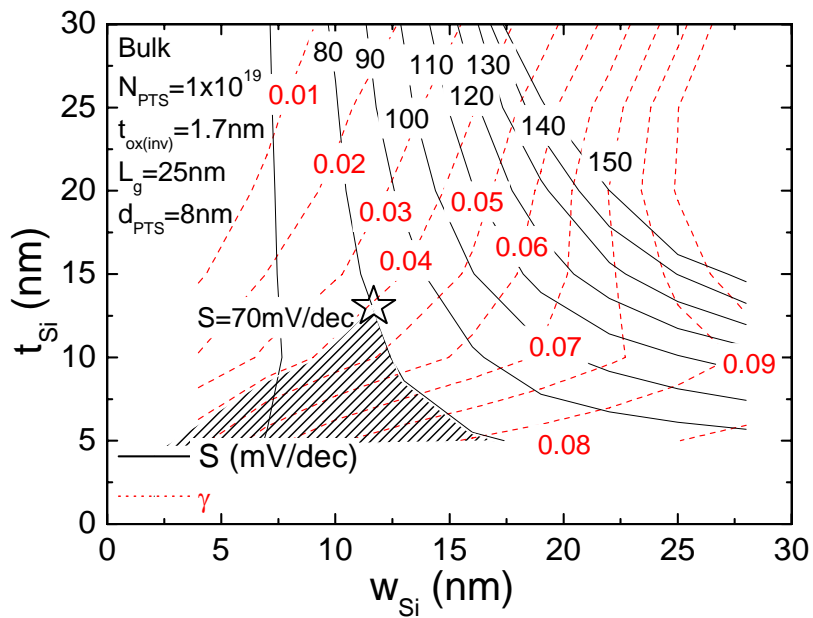 30
25
20
15
10
5
0
t_Si (nm)
Bulk
N_PTS=1x10^19
t_ox(inv)=1.7nm
L_g=25nm
d_PTS=8nm
80
90
110
130
120
100
140
150
0.01
0.02
0.03
0.04
0.05
0.06
0.07
0.08
0.09
S=70mV/dec
S (mV/dec)
γ
0 5 10 15 20 25 30
w_Si (nm)